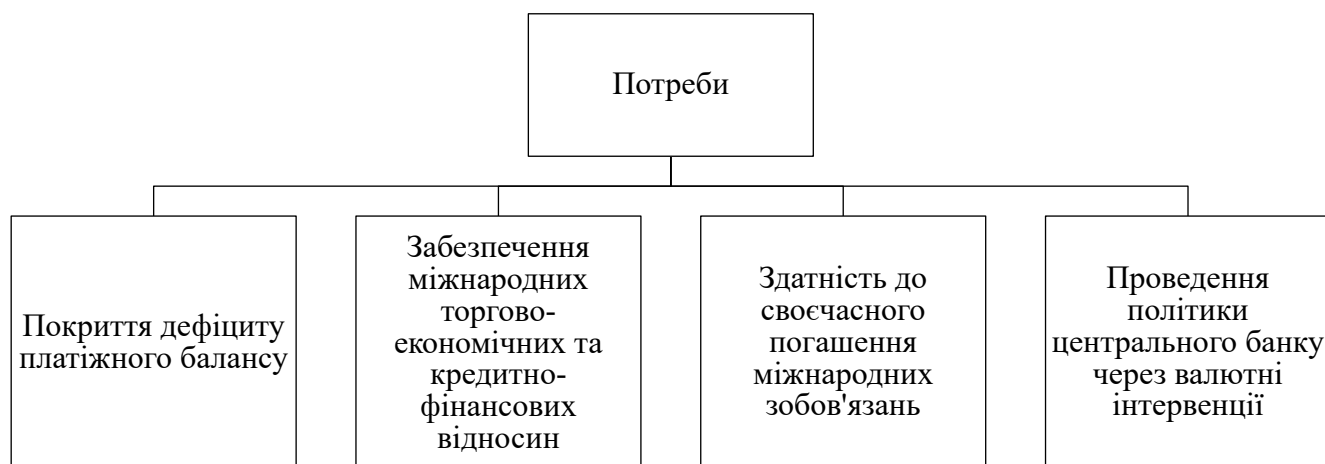 Потреби
Покриття дефіциту
платіжного балансу
Забезпечення
міжнародних
торгово-
економічних та
кредитно-
фінансових
відносин
Здатність до
своєчасного
погашення
міжнародних
зобов'язань
Проведення
політики
центрального банку
через валютні
інтервенції